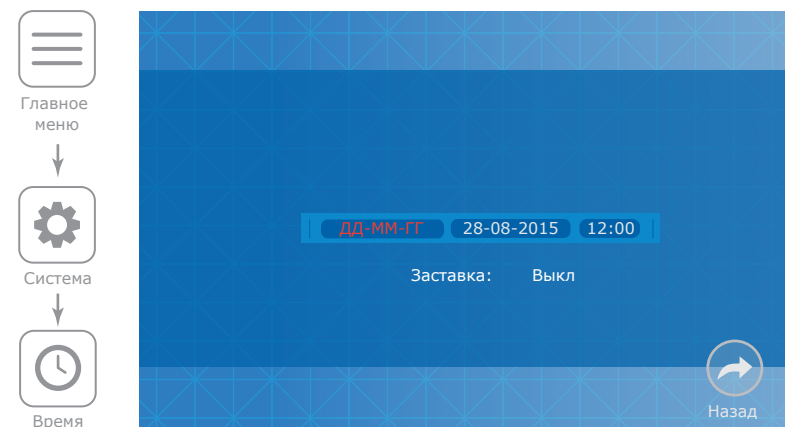 Главное
меню
Система
Время
ДД-ММ-ГГ 28-08-2015 12:00
Заставка: Выкл
Назад